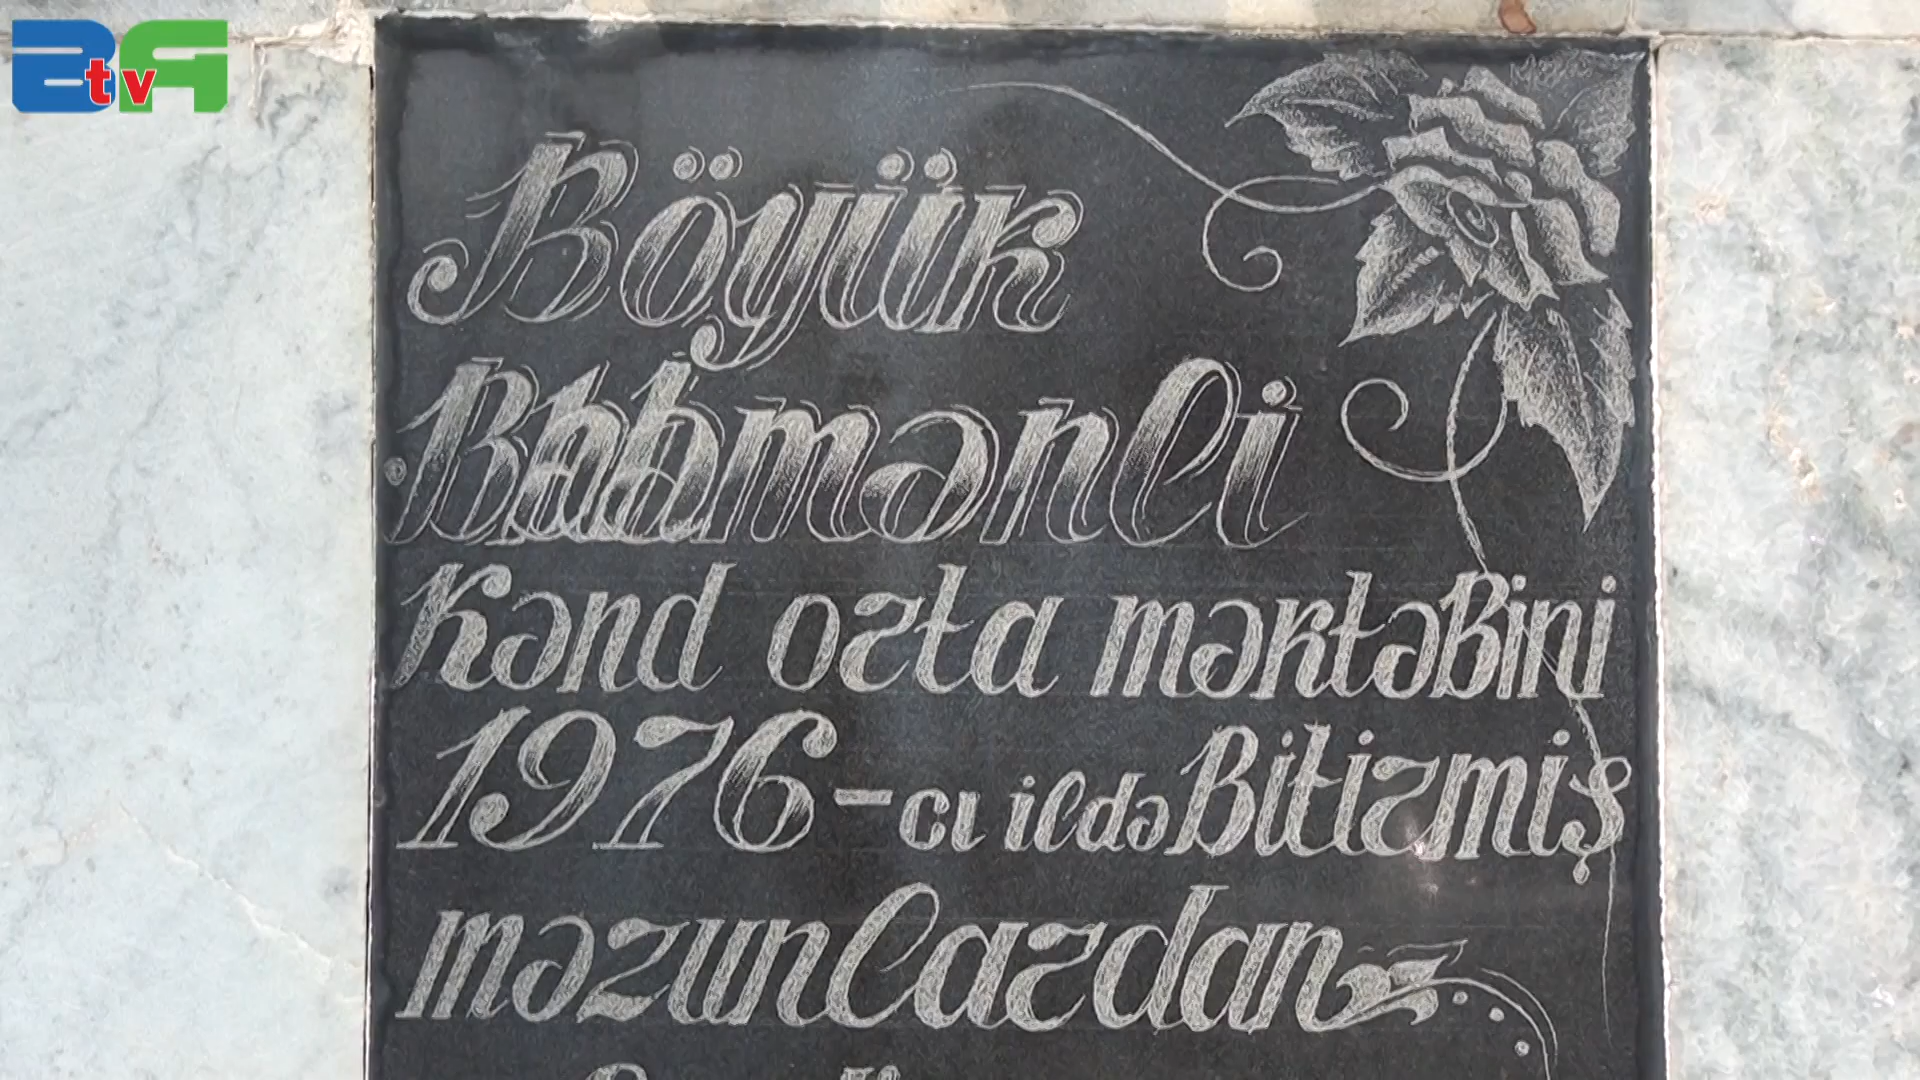 Böyük
Bəhmənli
kənd orta məktəbini
1976-cı ildə bitirmiş
məzunlardan